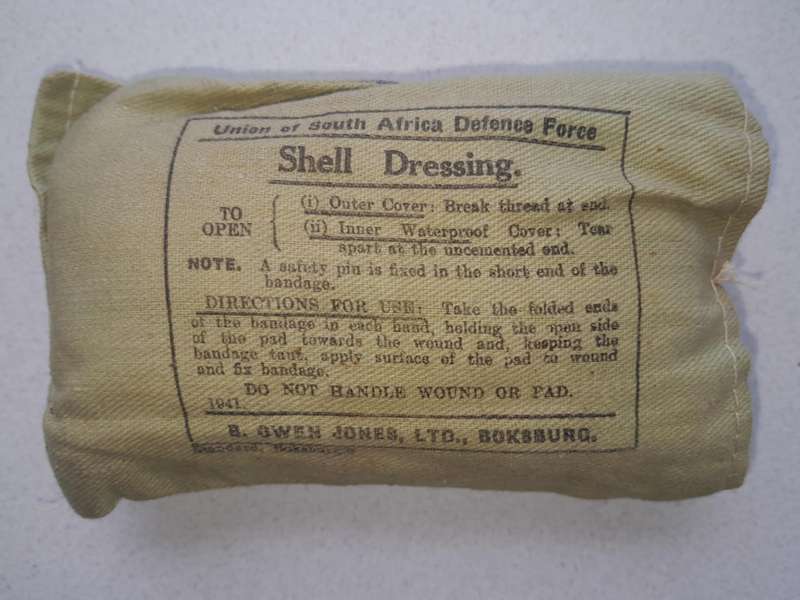 Union of South Africa Defence Force
Shell Dressing.
TO OPEN
(i) Outer Cover: Break thread at end.
(ii) Inner Waterproof Cover: Tear
apart at the uncemented end.
NOTE. A safety pin is fixed in the short end of the
bandage.
DIRECTIONS FOR USE: Take the folded ends
of the bandage in each hand, holding the open side
of the pad towards the wound and, keeping the
bandage taut, apply surface of the pad to wound
and fix bandage.
DO NOT HANDLE WOUND OR PAD.
1941.
B. OWEN JONES, LTD., BOKSBURG.
Standard, Boksburg